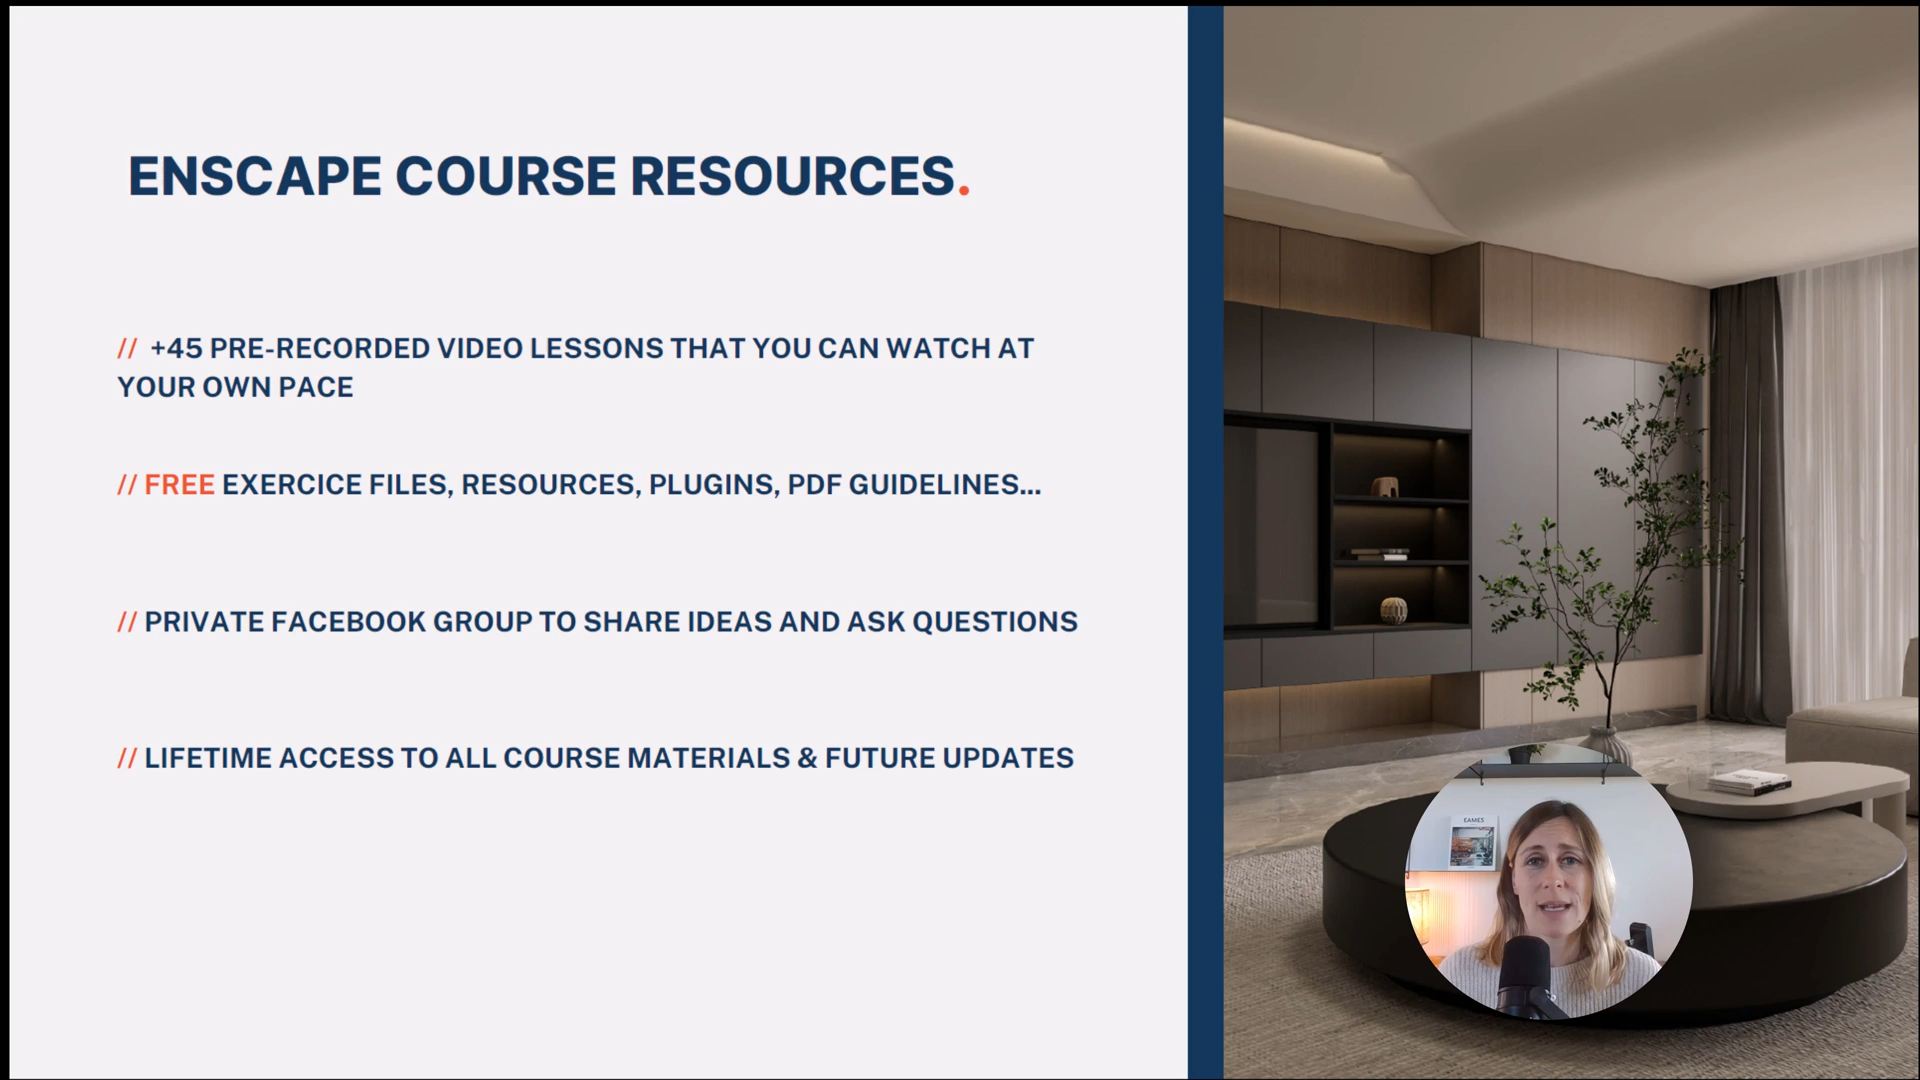 ENSCAPE COURSE RESOURCES.
// +45 PRE-RECORDED VIDEO LESSONS THAT YOU CAN WATCH AT
YOUR OWN PACE
// FREE EXERCICE FILES, RESOURCES, PLUGINS, PDF GUIDELINES...
// PRIVATE FACEBOOK GROUP TO SHARE IDEAS AND ASK QUESTIONS
// LIFETIME ACCESS TO ALL COURSE MATERIALS & FUTURE UPDATES
EAMES